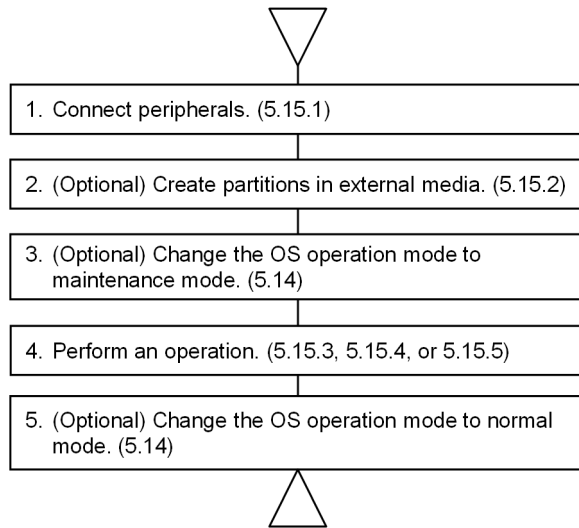 1. Connect peripherals. (5.15.1)
2. (Optional) Create partitions in external media. (5.15.2)
3. (Optional) Change the OS operation mode to
maintenance mode. (5.14)
4. Perform an operation. (5.15.3, 5.15.4, or 5.15.5)
5. (Optional) Change the OS operation mode to normal
mode. (5.14)